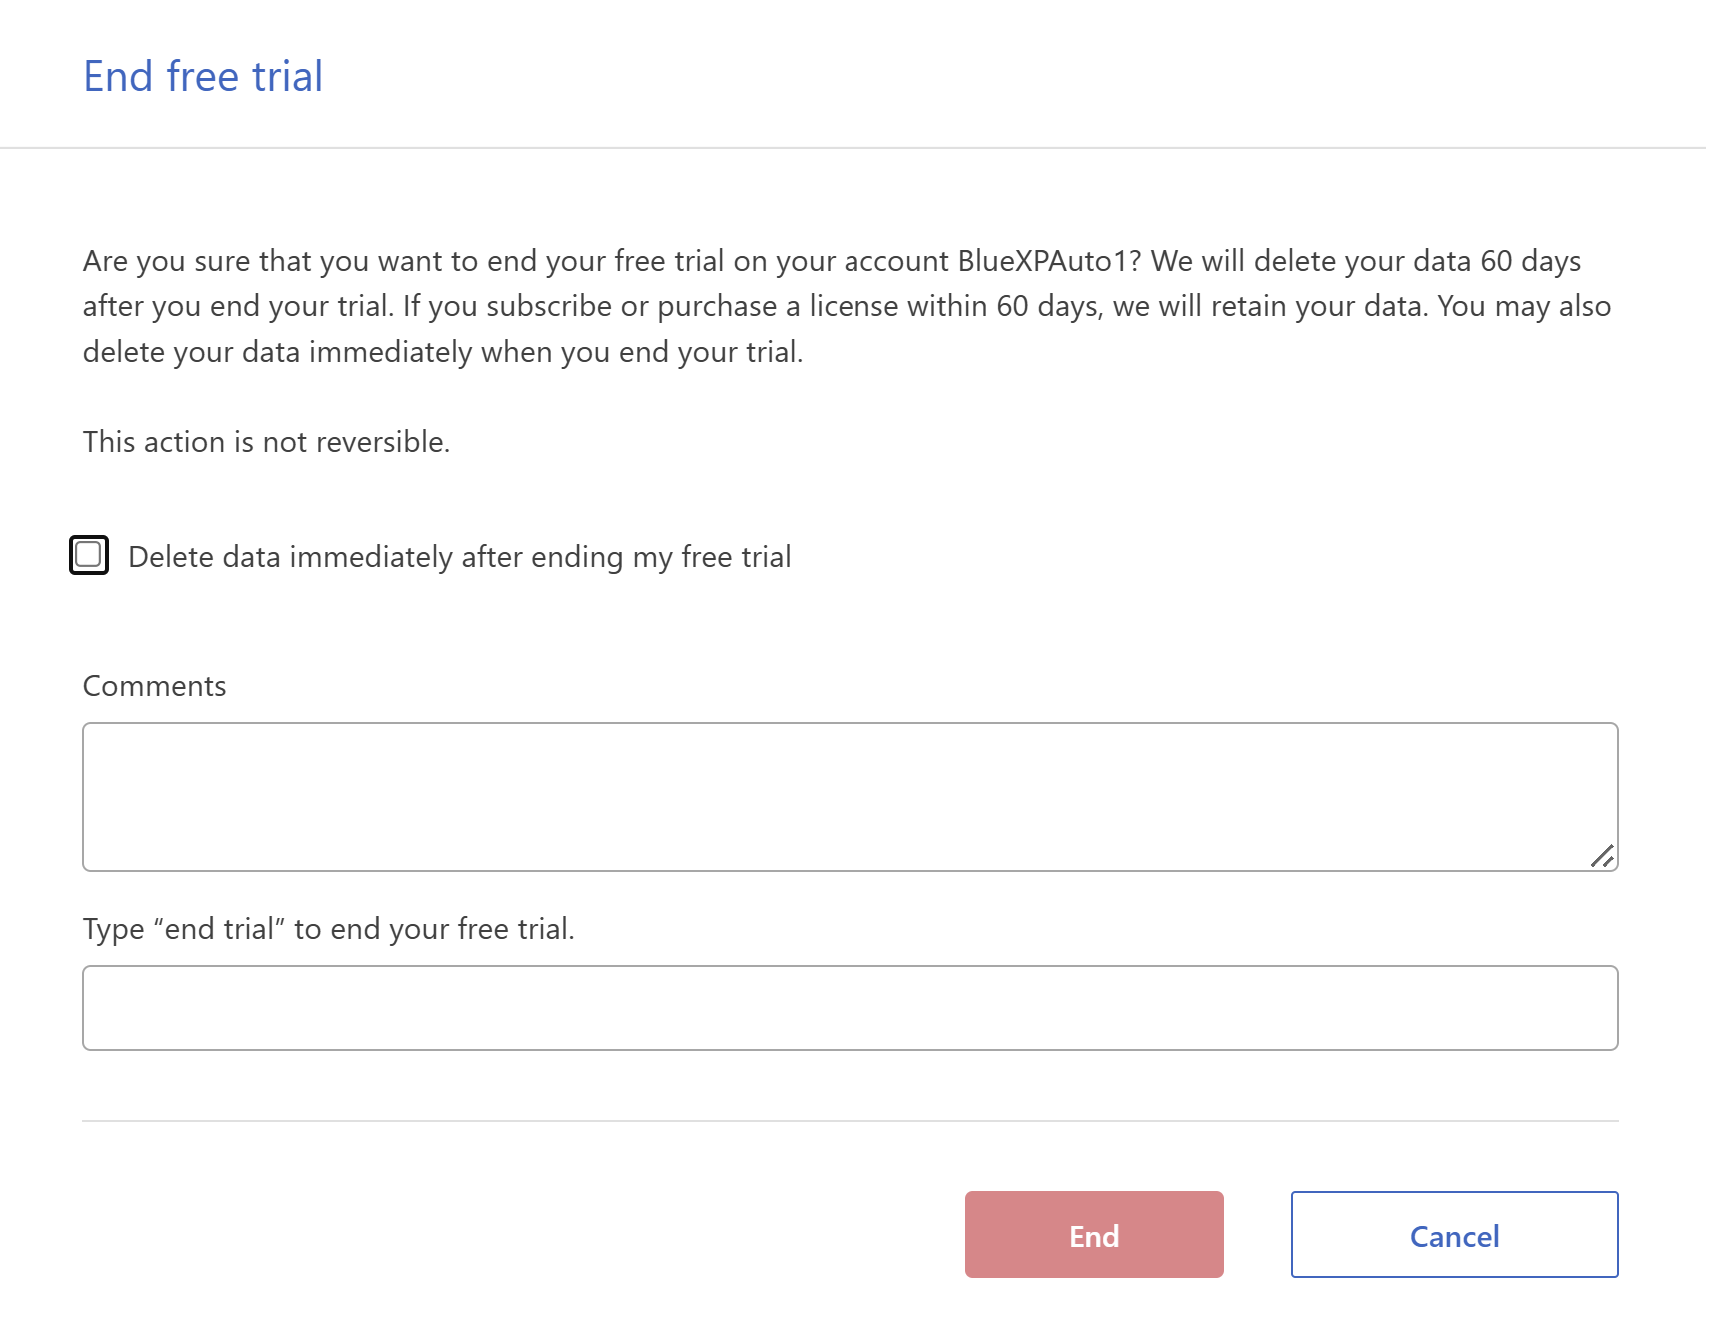 End free trial
Are you sure that you want to end your free trial on your account BlueXPAuto1? We will delete your data 60 days
after you end your trial. If you subscribe or purchase a license within 60 days, we will retain your data. You may also
delete your data immediately when you end your trial.
This action is not reversible.
Delete data immediately after ending my free trial
Comments
Type “end trial” to end your free trial.
End
Cancel